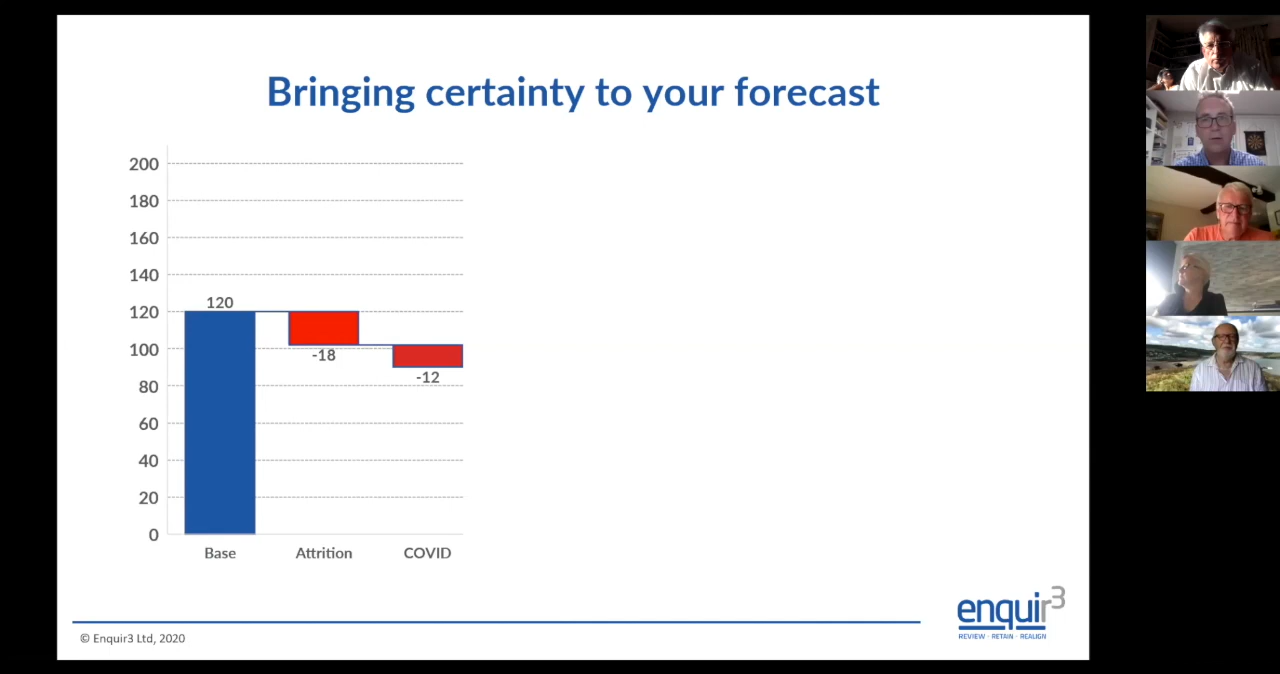 Bringing certainty to your forecast
200
180
160
140
120
100
80
60
40
20
0
120
-18
-12
Base
Attrition
COVID
© Enquir3 Ltd, 2020
enquir3
REVIEW · RETAIN · REALIGN